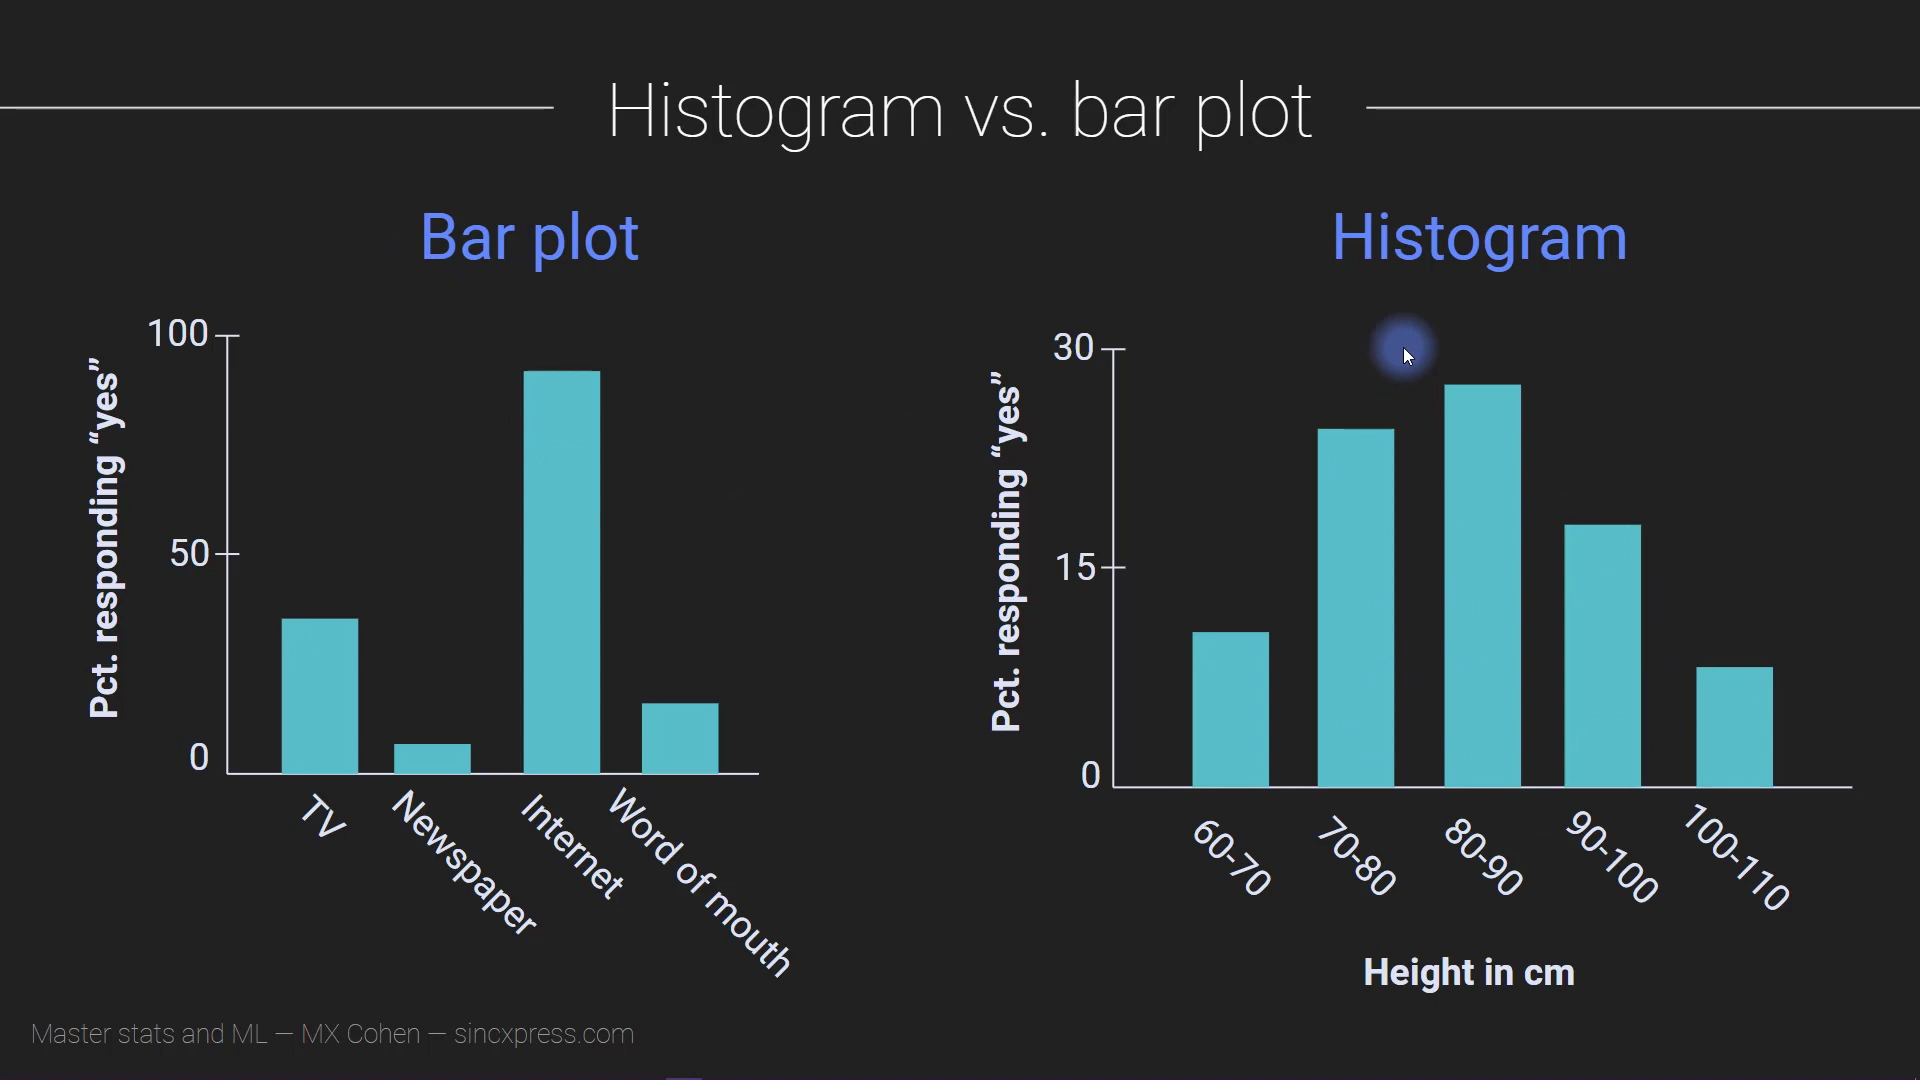 Histogram vs. bar plot
Bar plot
Pct. responding “yes”
100
50
0
TV
Newspaper
Internet
Word of mouth
Histogram
Pct. responding “yes”
30
15
0
60-70
70-80
80-90
90-100
100-110
Height in cm
Master stats and ML — MX Cohen — sincxpress.com